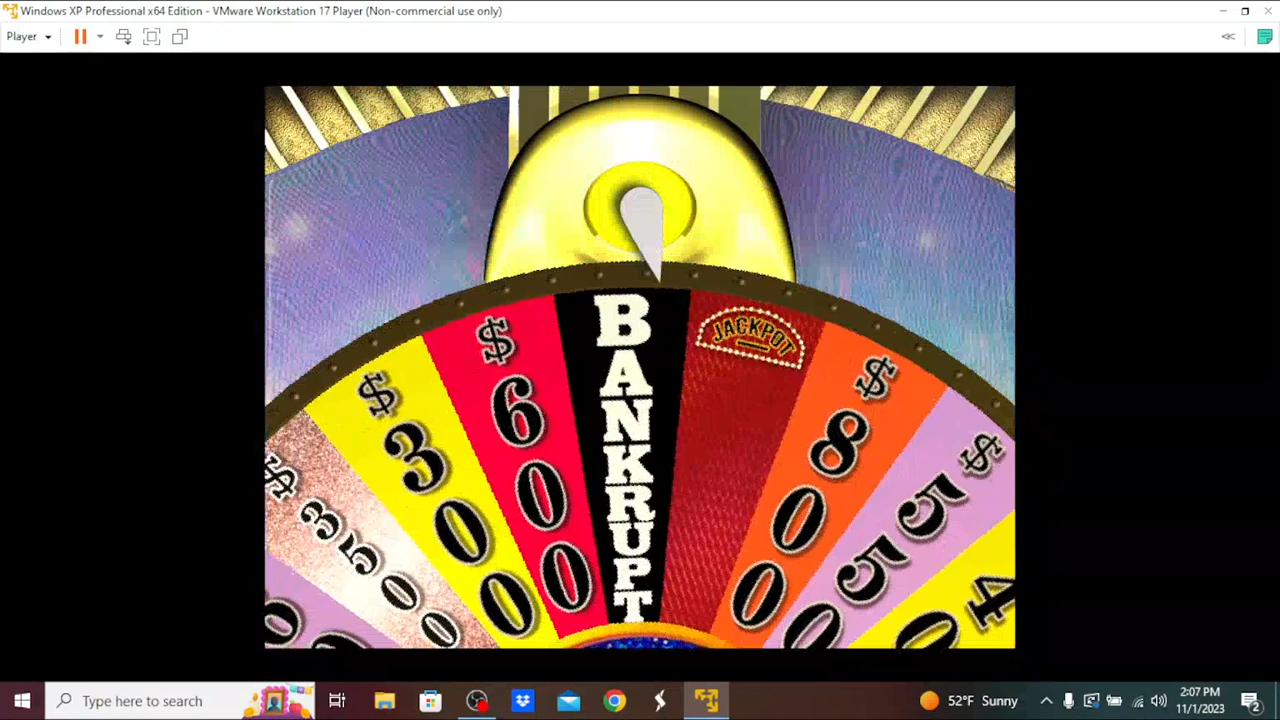 Windows XP Professional x64 Edition - VMware Workstation 17 Player (Non-commercial use only)
Player
$3500
$300
$600
BANKRUPT
JACKPOT
$800
$550
Type here to search
52°F Sunny
2:07 PM
11/1/2023
2